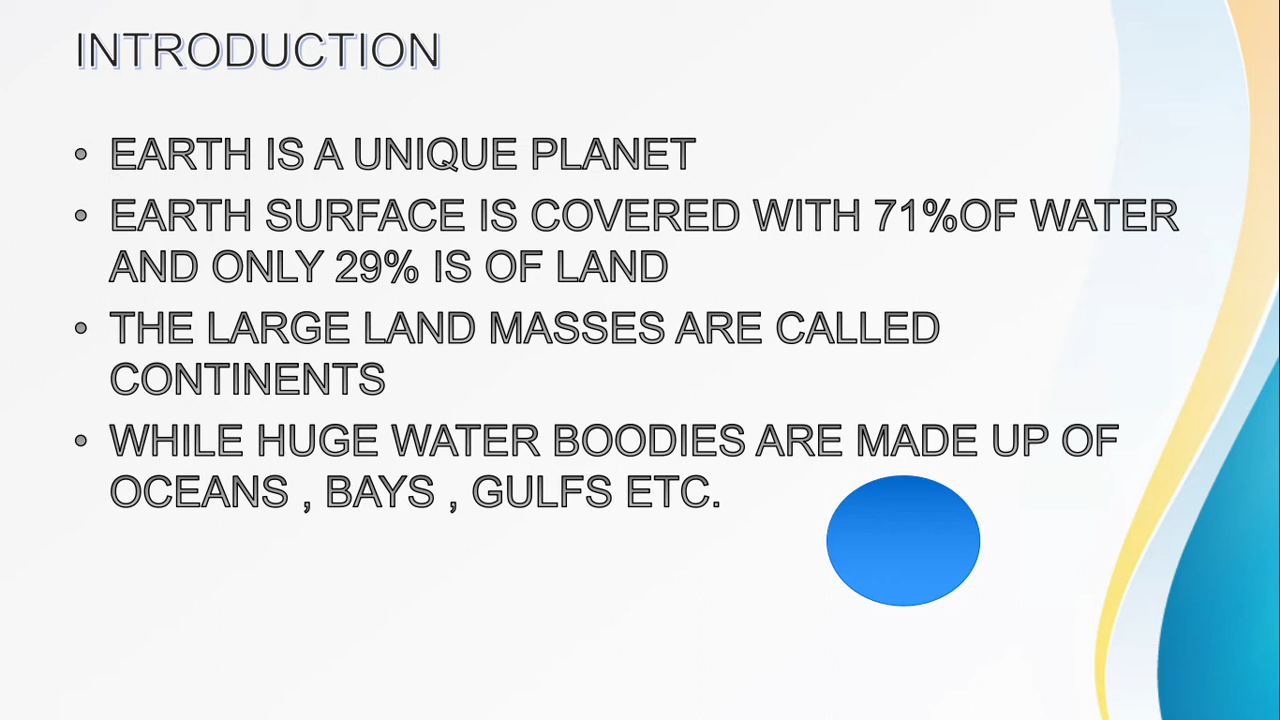 INTRODUCTION
• EARTH IS A UNIQUE PLANET
• EARTH SURFACE IS COVERED WITH 71%OF WATER
AND ONLY 29% IS OF LAND
• THE LARGE LAND MASSES ARE CALLED
CONTINENTS
• WHILE HUGE WATER BOODIES ARE MADE UP OF
OCEANS , BAYS , GULFS ETC.